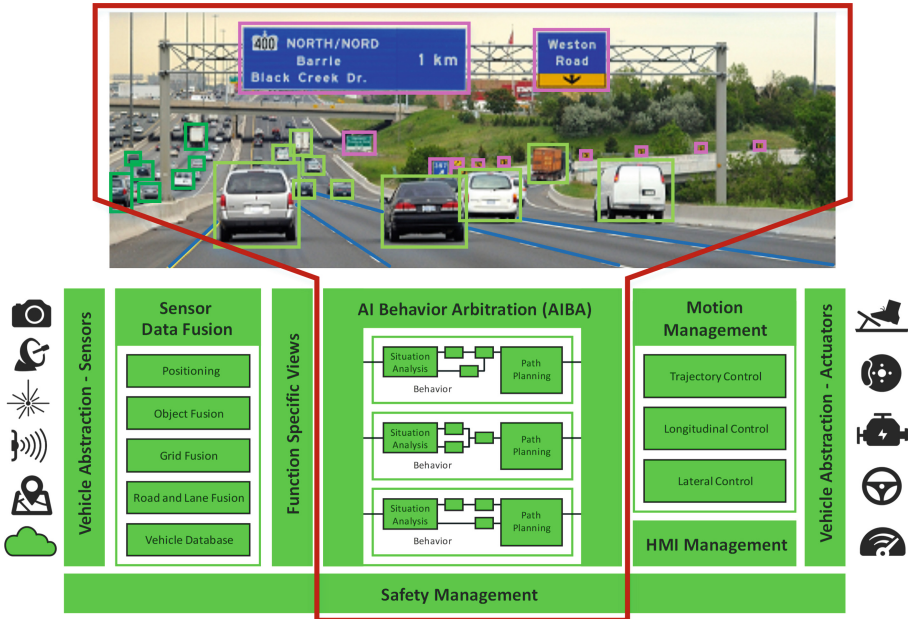 400 NORTH/NORD
Barrie
Black Creek Dr.
1 km
Weston
Road
Vehicle Abstraction - Sensors
Sensor
Data Fusion
Positioning
Object Fusion
Grid Fusion
Road and Lane Fusion
Vehicle Database
Function Specific Views
AI Behavior Arbitration (AIBA)
Situation
Analysis
Behavior
Path
Planning
Situation
Analysis
Behavior
Path
Planning
Situation
Analysis
Behavior
Path
Planning
Motion
Management
Trajectory Control
Longitudinal Control
Lateral Control
HMI Management
Vehicle Abstraction - Actuators
Safety Management